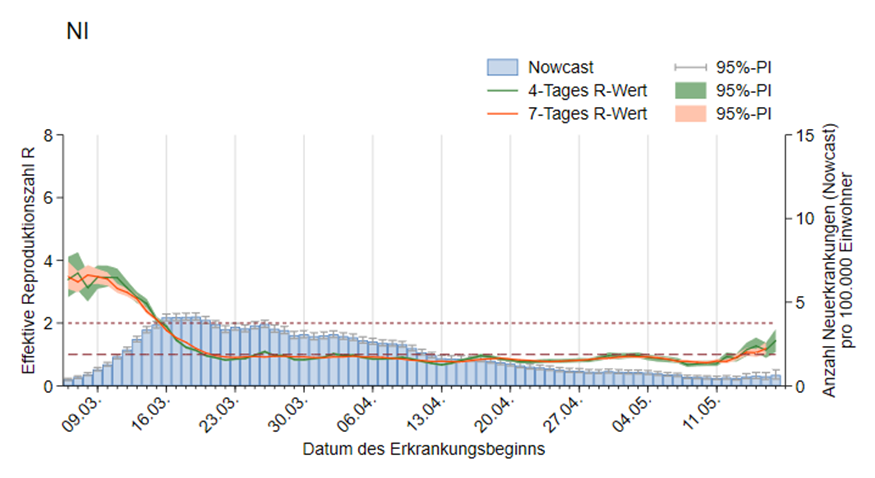 NI
Nowcast
95%-PI
4-Tages R-Wert
95%-PI
7-Tages R-Wert
95%-PI
Effektive Reproduktionszahl R
8
6
4
2
0
15
10
5
0
Anzahl Neuerkrankungen (Nowcast)
pro 100.000 Einwohner
09.03.
16.03.
23.03.
30.03.
06.04.
13.04.
20.04.
27.04.
04.05.
11.05.
Datum des Erkrankungsbeginns